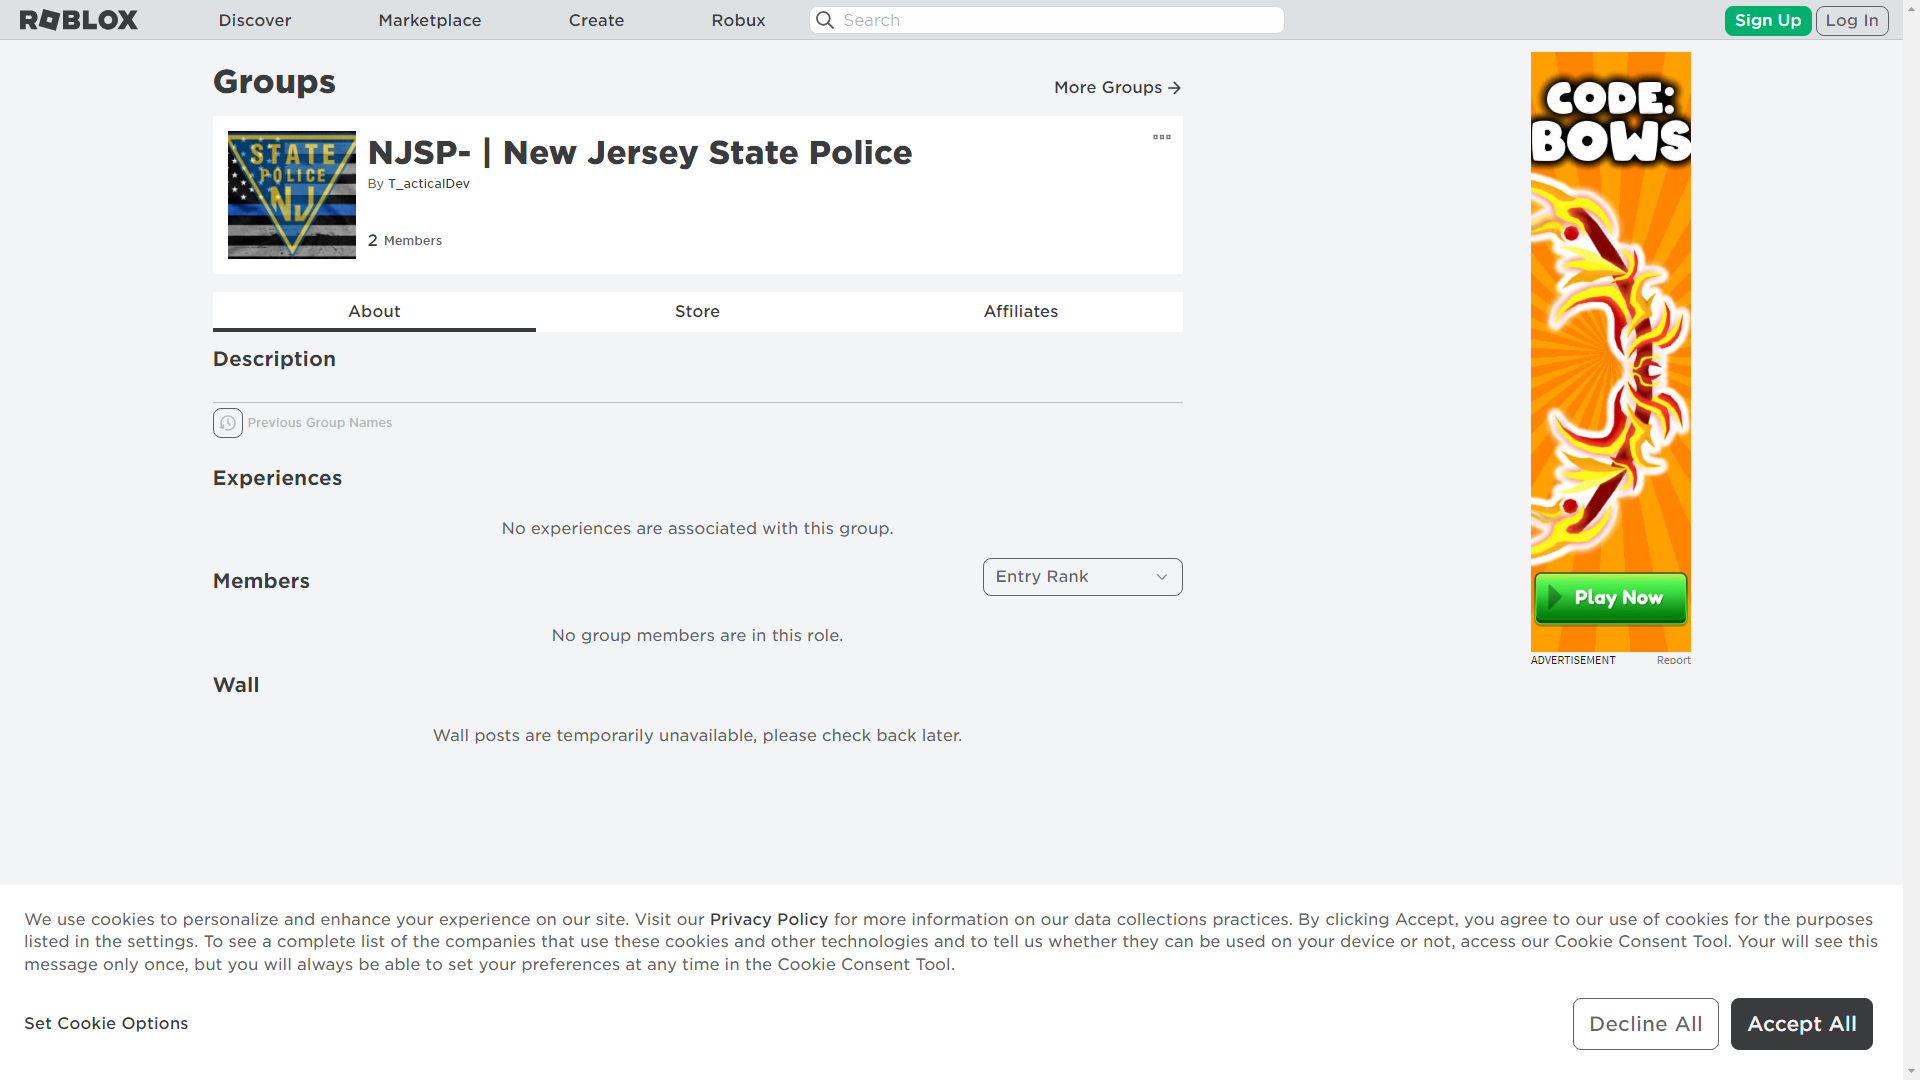 ROBLOX
Discover
Marketplace
Create
Robux
Search
Sign Up
Log In
Groups
More Groups
STATE
POLICE
NJ
NJSP- | New Jersey State Police
By T_acticalDev
2 Members
About
Store
Affiliates
Description
Previous Group Names
Experiences
No experiences are associated with this group.
Members
Entry Rank
No group members are in this role.
Wall
Wall posts are temporarily unavailable, please check back later.
CODE:
BOWS
Play Now
ADVERTISEMENT
Report
We use cookies to personalize and enhance your experience on our site. Visit our Privacy Policy for more information on our data collections practices. By clicking Accept, you agree to our use of cookies for the purposes
listed in the settings. To see a complete list of the companies that use these cookies and other technologies and to tell us whether they can be used on your device or not, access our Cookie Consent Tool. Your will see this
message only once, but you will always be able to set your preferences at any time in the Cookie Consent Tool.
Set Cookie Options
Decline All
Accept All